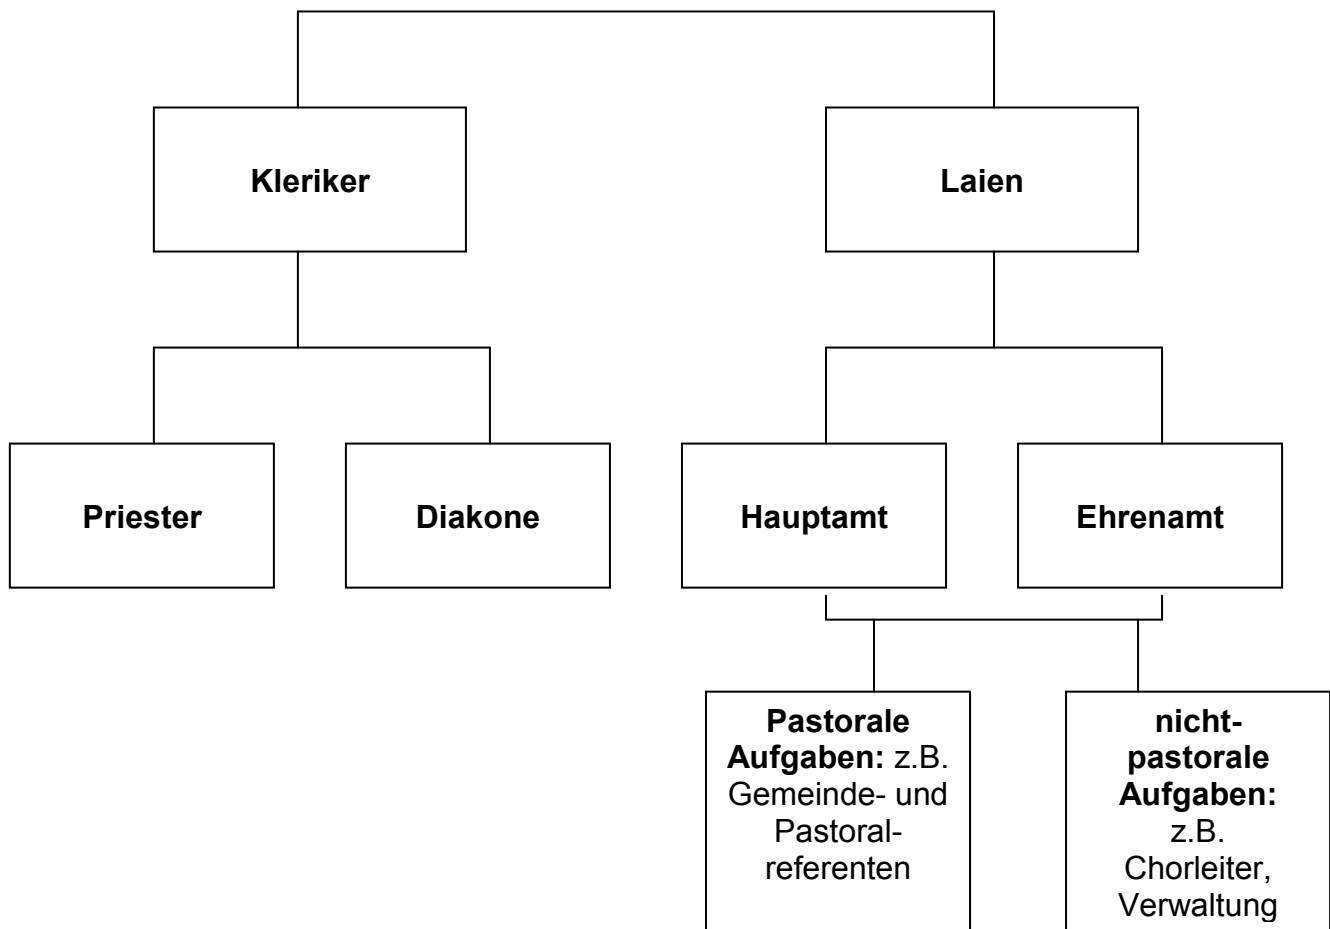 Kleriker
Laien
Priester
Diakone
Hauptamt
Ehrenamt
Pastorale
Aufgaben: z.B.
Gemeinde- und
Pastoral-
referenten
nicht-
pastorale
Aufgaben:
z.B.
Chorleiter,
Verwaltung